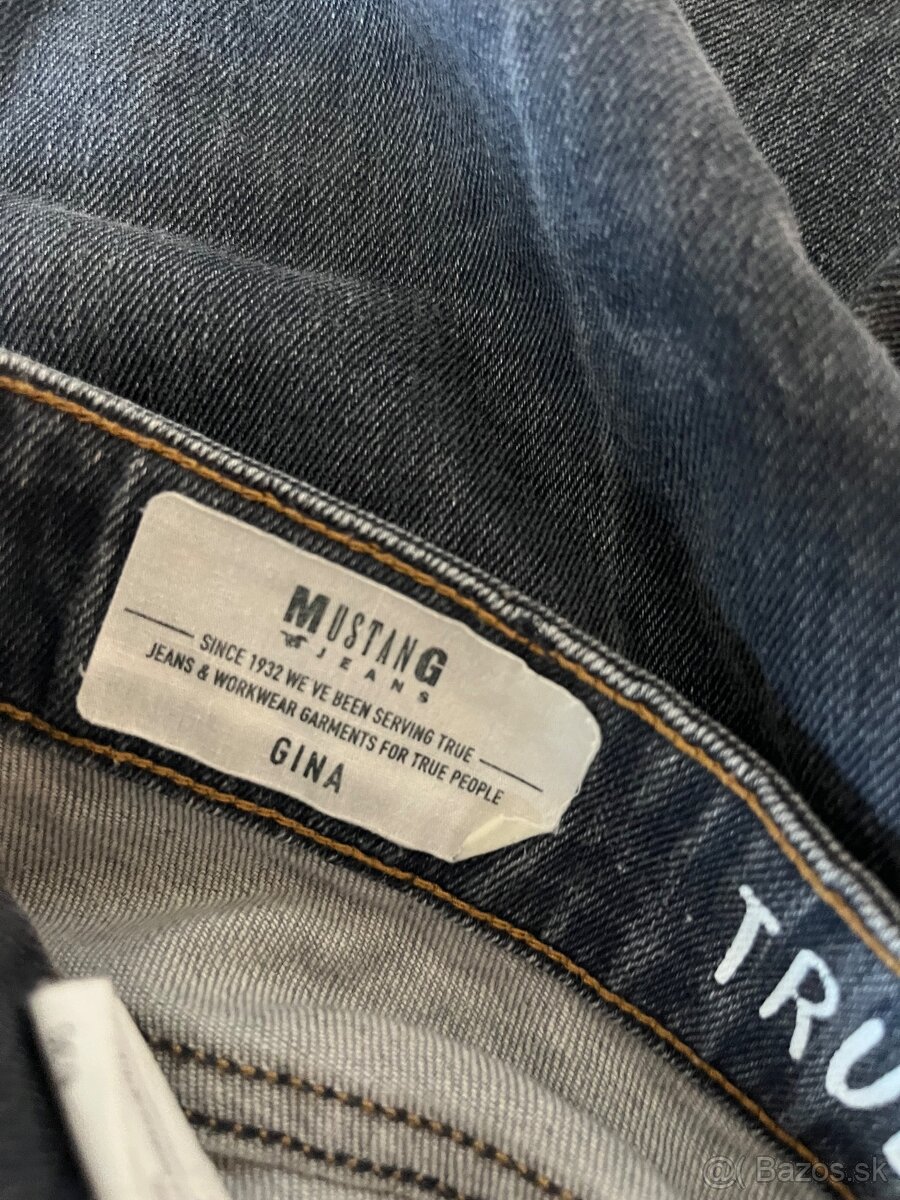 MUSTANG
JEANS
SINCE 1932 WE VE BEEN SERVING TRUE
JEANS & WORKWEAR GARMENTS FOR TRUE PEOPLE
GINA
TRU
@( Bazos.sk